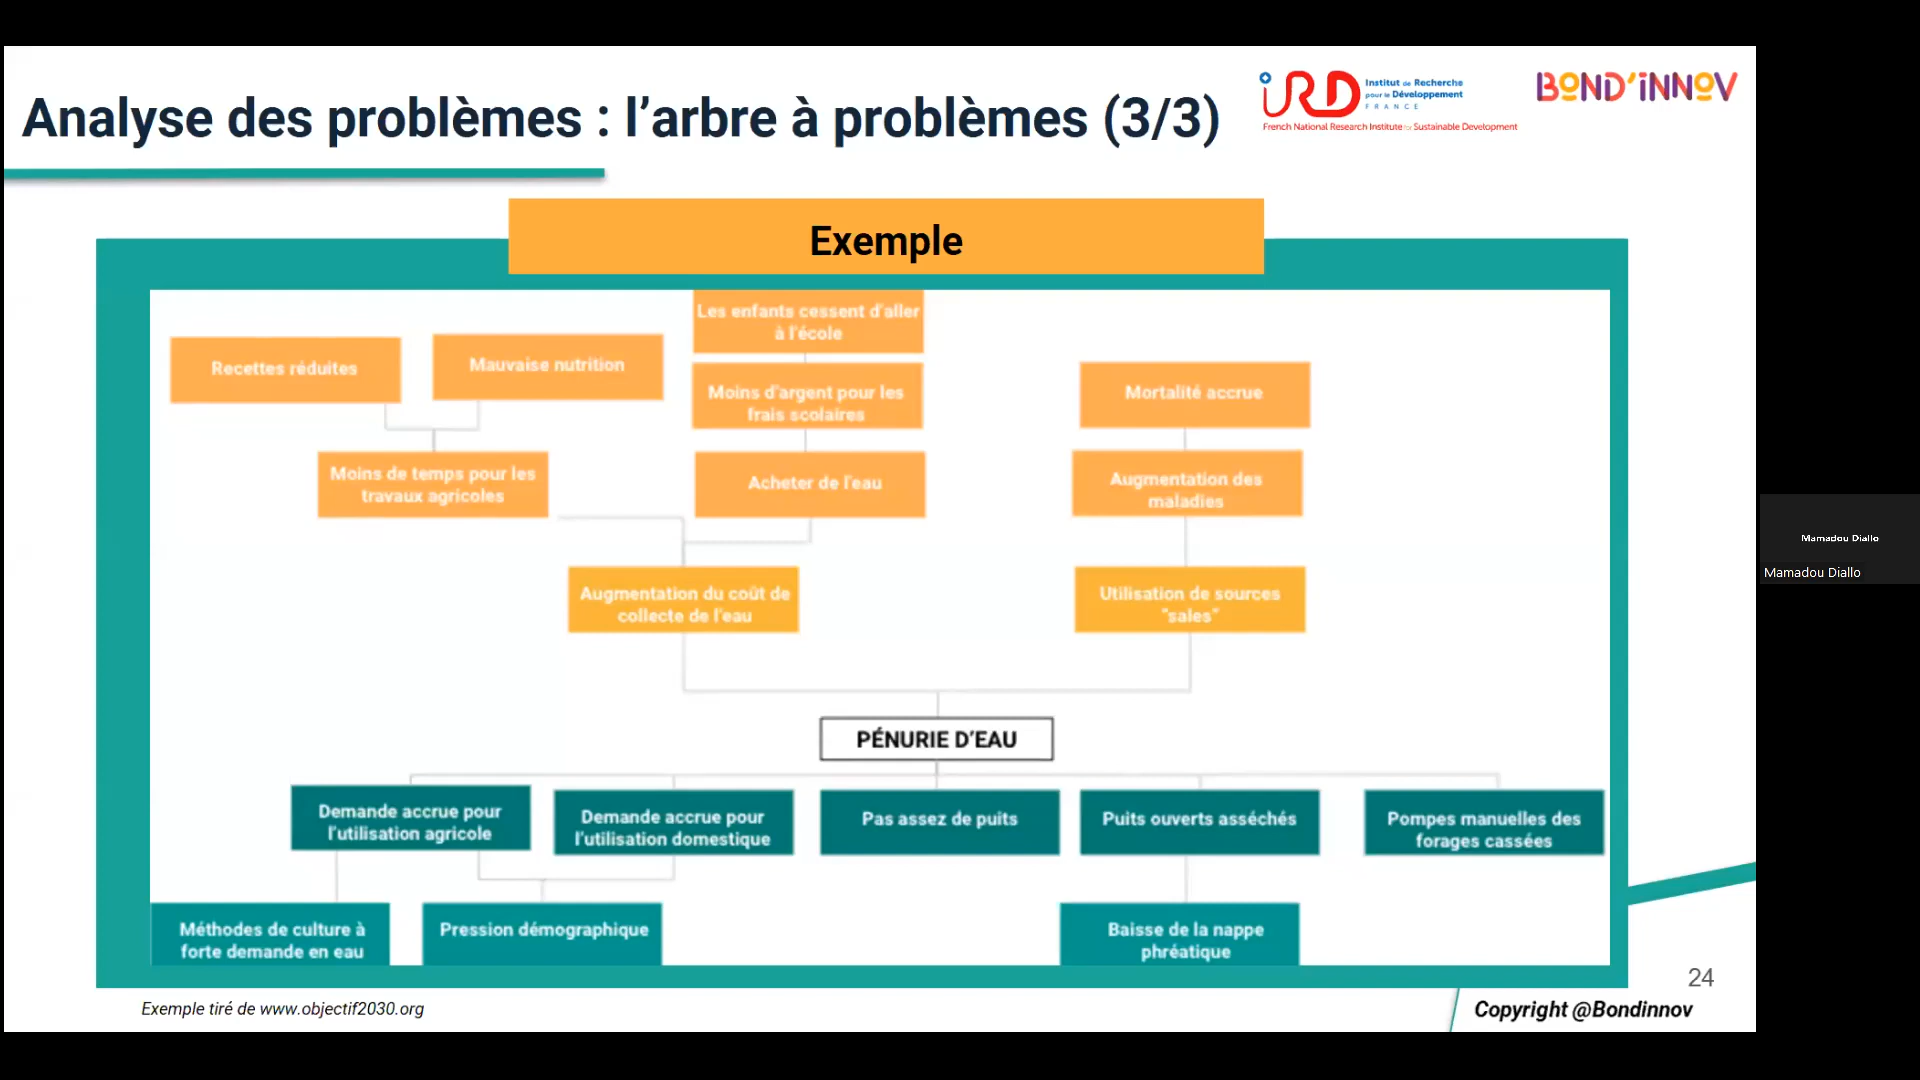 Analyse des problèmes : l’arbre à problèmes (3/3)
Institut de Recherche
pour le Développement
FRANCE
French National Research Institute for Sustainable Development
BOND'iNNOV
Exemple
Les enfants cessent d'aller
à l'école
Recettes réduites
Mauvaise nutrition
Moins d'argent pour les
frais scolaires
Mortalité accrue
Moins de temps pour les
travaux agricoles
Acheter de l'eau
Augmentation des
maladies
Augmentation du coût de
collecte de l'eau
Utilisation de sources
"sales"
PÉNURIE D’EAU
Demande accrue pour
l’utilisation agricole
Demande accrue pour
l’utilisation domestique
Pas assez de puits
Puits ouverts asséchés
Pompes manuelles des
forages cassées
Méthodes de culture à
forte demande en eau
Pression démographique
Baisse de la nappe
phréatique
24
Exemple tiré de www.objectif2030.org
Copyright @Bondinnov
Mamadou Diallo
Mamadou Diallo